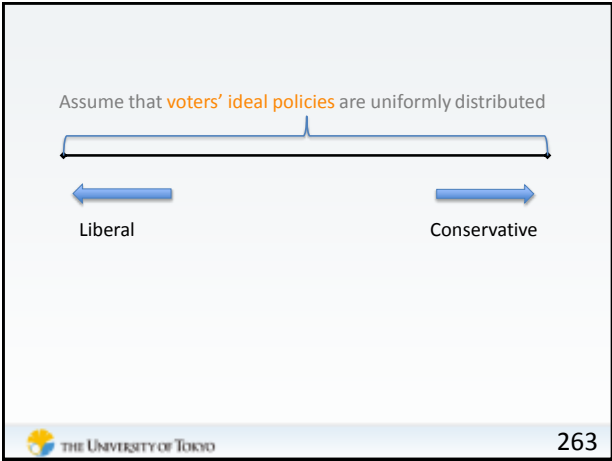 Assume that voters' ideal policies are uniformly distributed
Liberal
Conservative
THE UNIVERSITY OF TOKYO
263